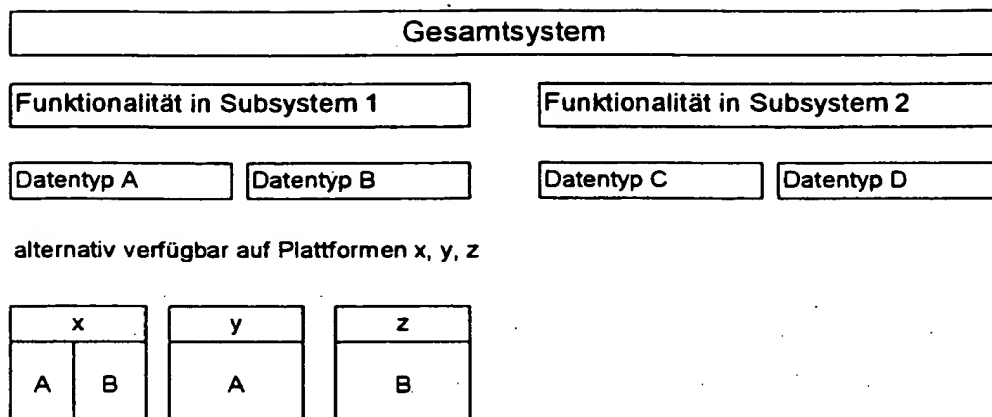 Gesamtsystem
Funktionalität in Subsystem 1 Funktionalität in Subsystem 2
Datentyp A Datentyp B Datentyp C Datentyp D
alternativ verfügbar auf Plattformen x, y, z
x y z
A B A B